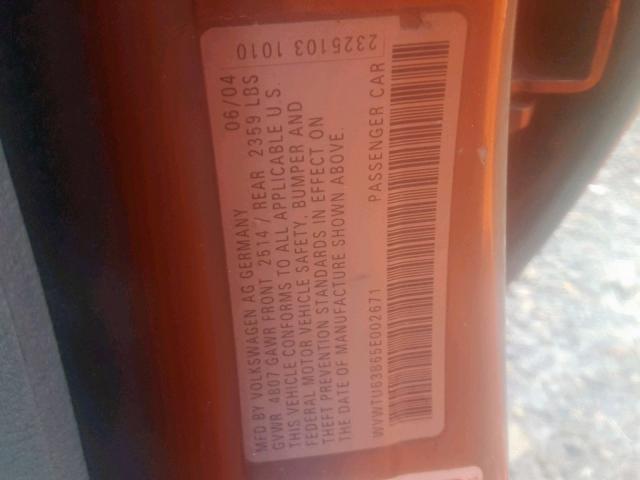 MFD BY VOLKSWAGEN AG GERMANY 06/04
GVWR 4807 GAWR FRONT 2514 / REAR 2359 LBS
THIS VEHICLE CONFORMS TO ALL APPLICABLE U.S.
FEDERAL MOTOR VEHICLE SAFETY, BUMPER AND
THEFT PREVENTION STANDARDS IN EFFECT ON
THE DATE OF MANUFACTURE SHOWN ABOVE.
2325103 1010
WVWTU63B65E002671 PASSENGER CAR